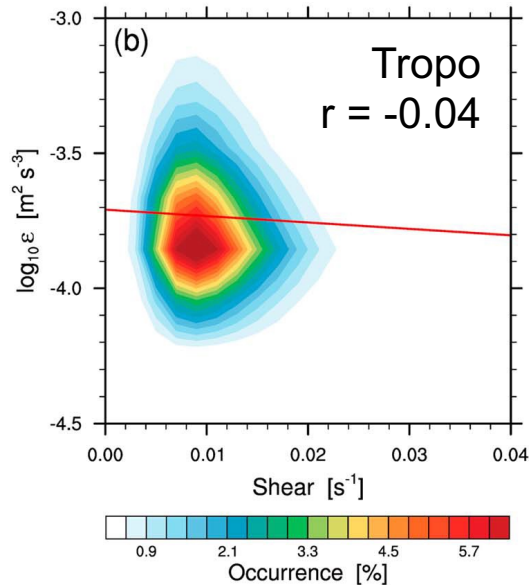 (b)
Tropo
r = -0.04
-3.0
-3.5
-4.0
-4.5
log₁₀ ε [m² s⁻³]
0.00 0.01 0.02 0.03 0.04
Shear [s⁻¹]
0.9 2.1 3.3 4.5 5.7
Occurrence [%]